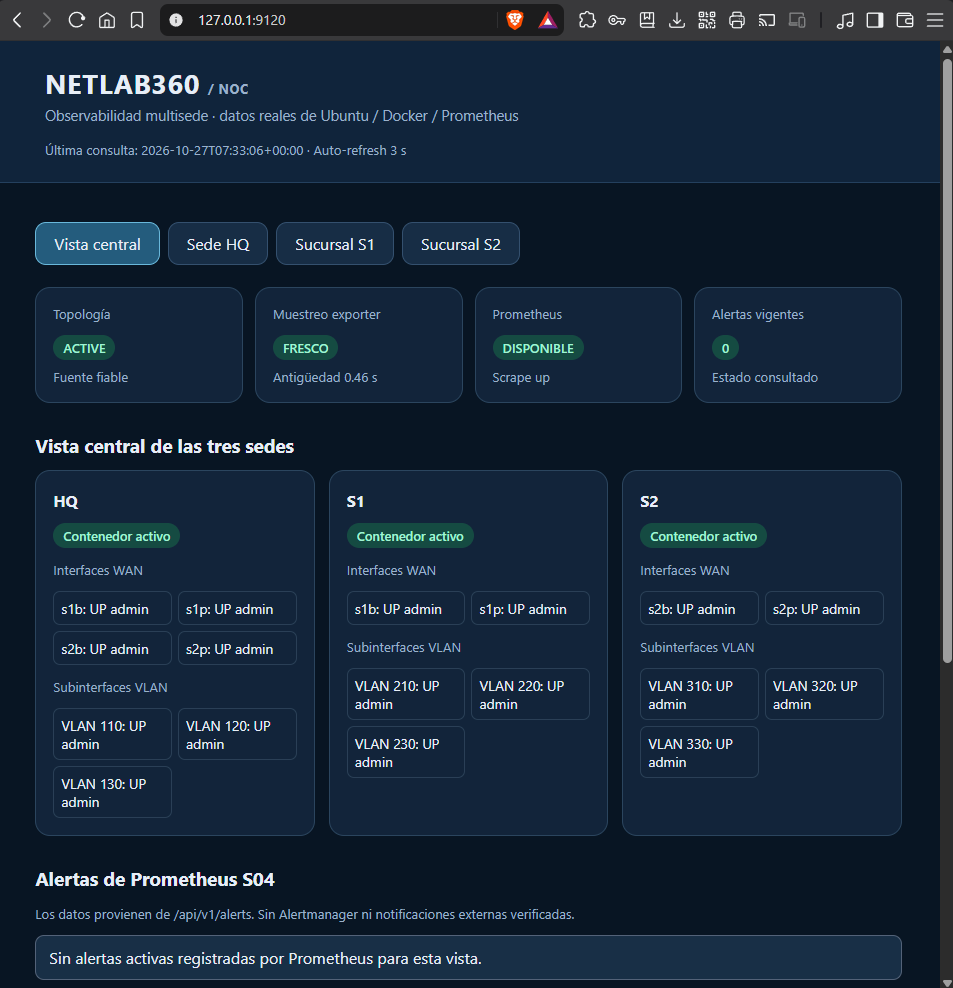 127.0.0.1:9120
NETLAB360 / NOC
Observabilidad multisede · datos reales de Ubuntu / Docker / Prometheus
Última consulta: 2026-10-27T07:33:06+00:00 · Auto-refresh 3 s
Vista central
Sede HQ
Sucursal S1
Sucursal S2
Topología
ACTIVE
Fuente fiable
Muestreo exporter
FRESCO
Antigüedad 0.46 s
Prometheus
DISPONIBLE
Scrape up
Alertas vigentes
0
Estado consultado
Vista central de las tres sedes
HQ
Contenedor activo
Interfaces WAN
s1b: UP admin
s1p: UP admin
s2b: UP admin
s2p: UP admin
Subinterfaces VLAN
VLAN 110: UP
admin
VLAN 120: UP
admin
VLAN 130: UP
admin
S1
Contenedor activo
Interfaces WAN
s1b: UP admin
s1p: UP admin
Subinterfaces VLAN
VLAN 210: UP
admin
VLAN 220: UP
admin
VLAN 230: UP
admin
S2
Contenedor activo
Interfaces WAN
s2b: UP admin
s2p: UP admin
Subinterfaces VLAN
VLAN 310: UP
admin
VLAN 320: UP
admin
VLAN 330: UP
admin
Alertas de Prometheus S04
Los datos provienen de /api/v1/alerts. Sin Alertmanager ni notificaciones externas verificadas.
Sin alertas activas registradas por Prometheus para esta vista.